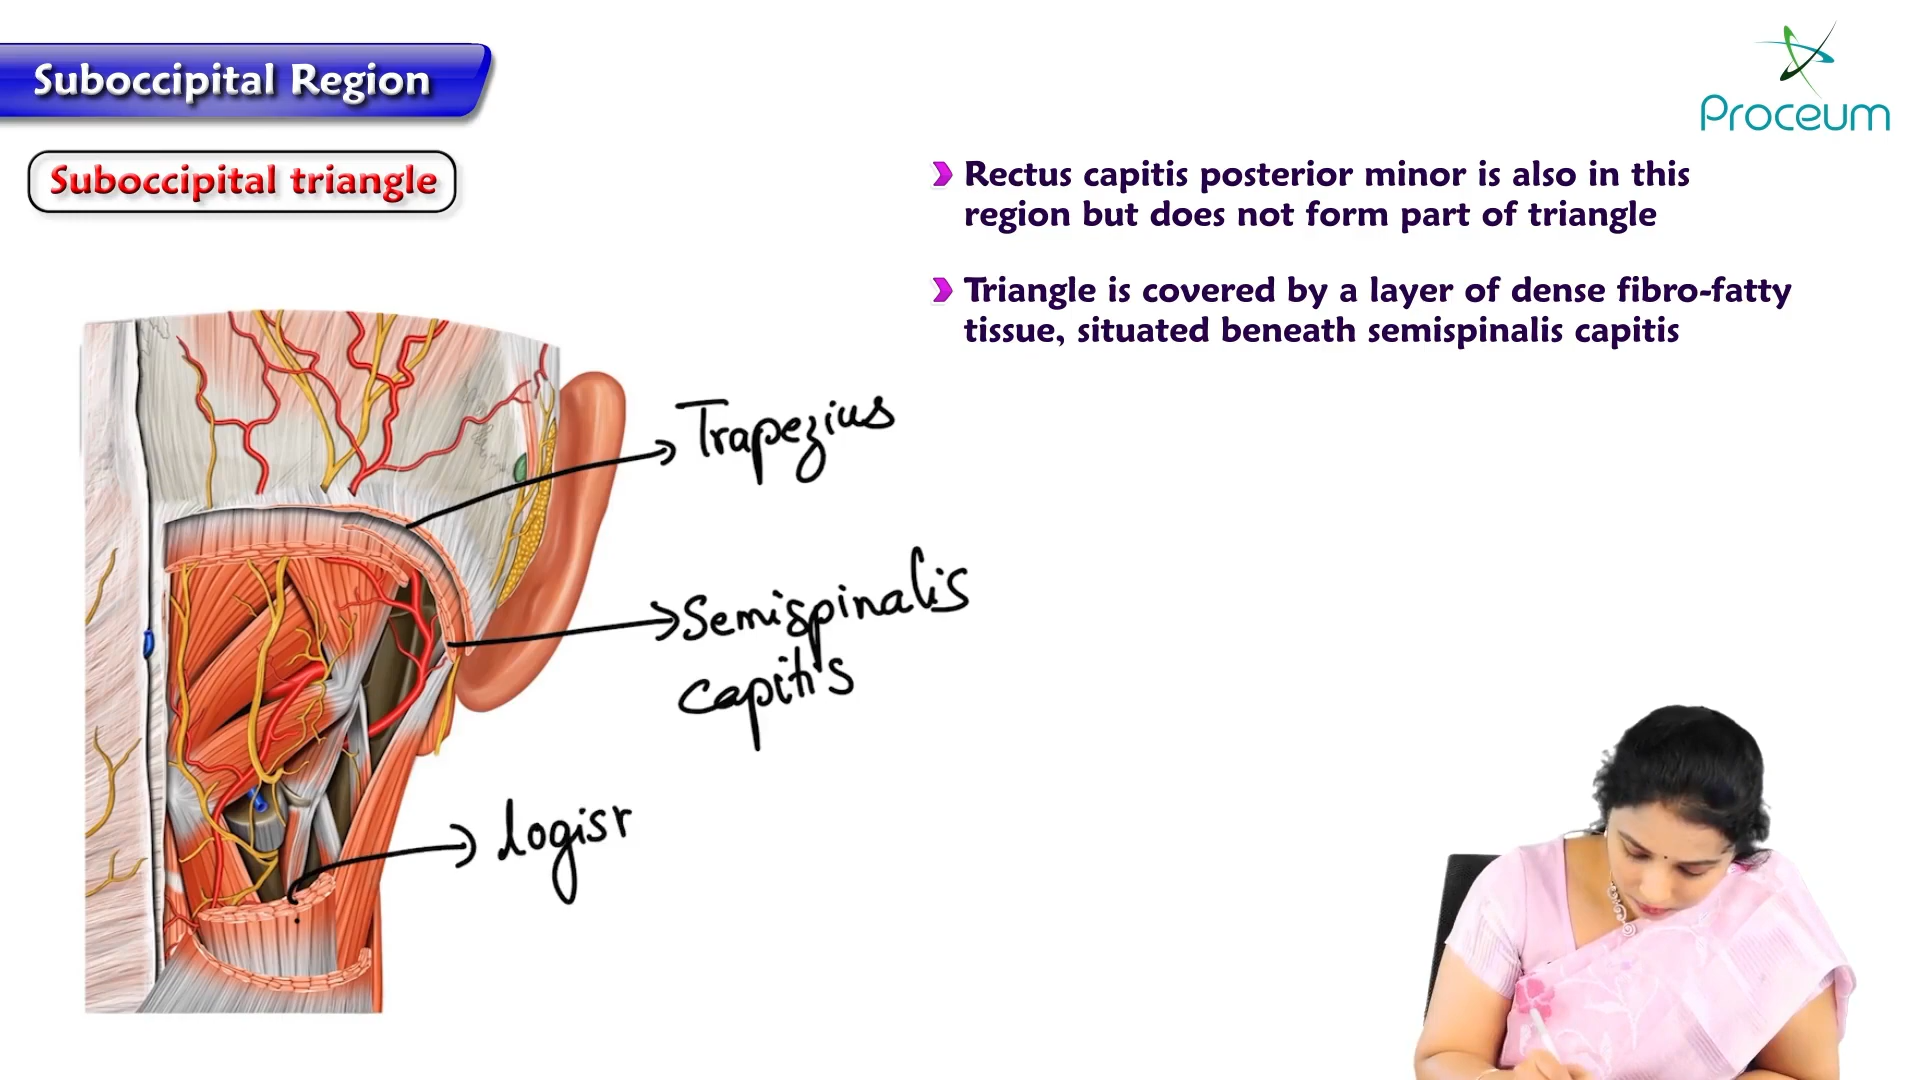 Suboccipital Region
Proceum
Suboccipital triangle
Rectus capitis posterior minor is also in this
region but does not form part of triangle
Triangle is covered by a layer of dense fibro-fatty
tissue, situated beneath semispinalis capitis
Trapezius
Semispinalis
capitis
logisr